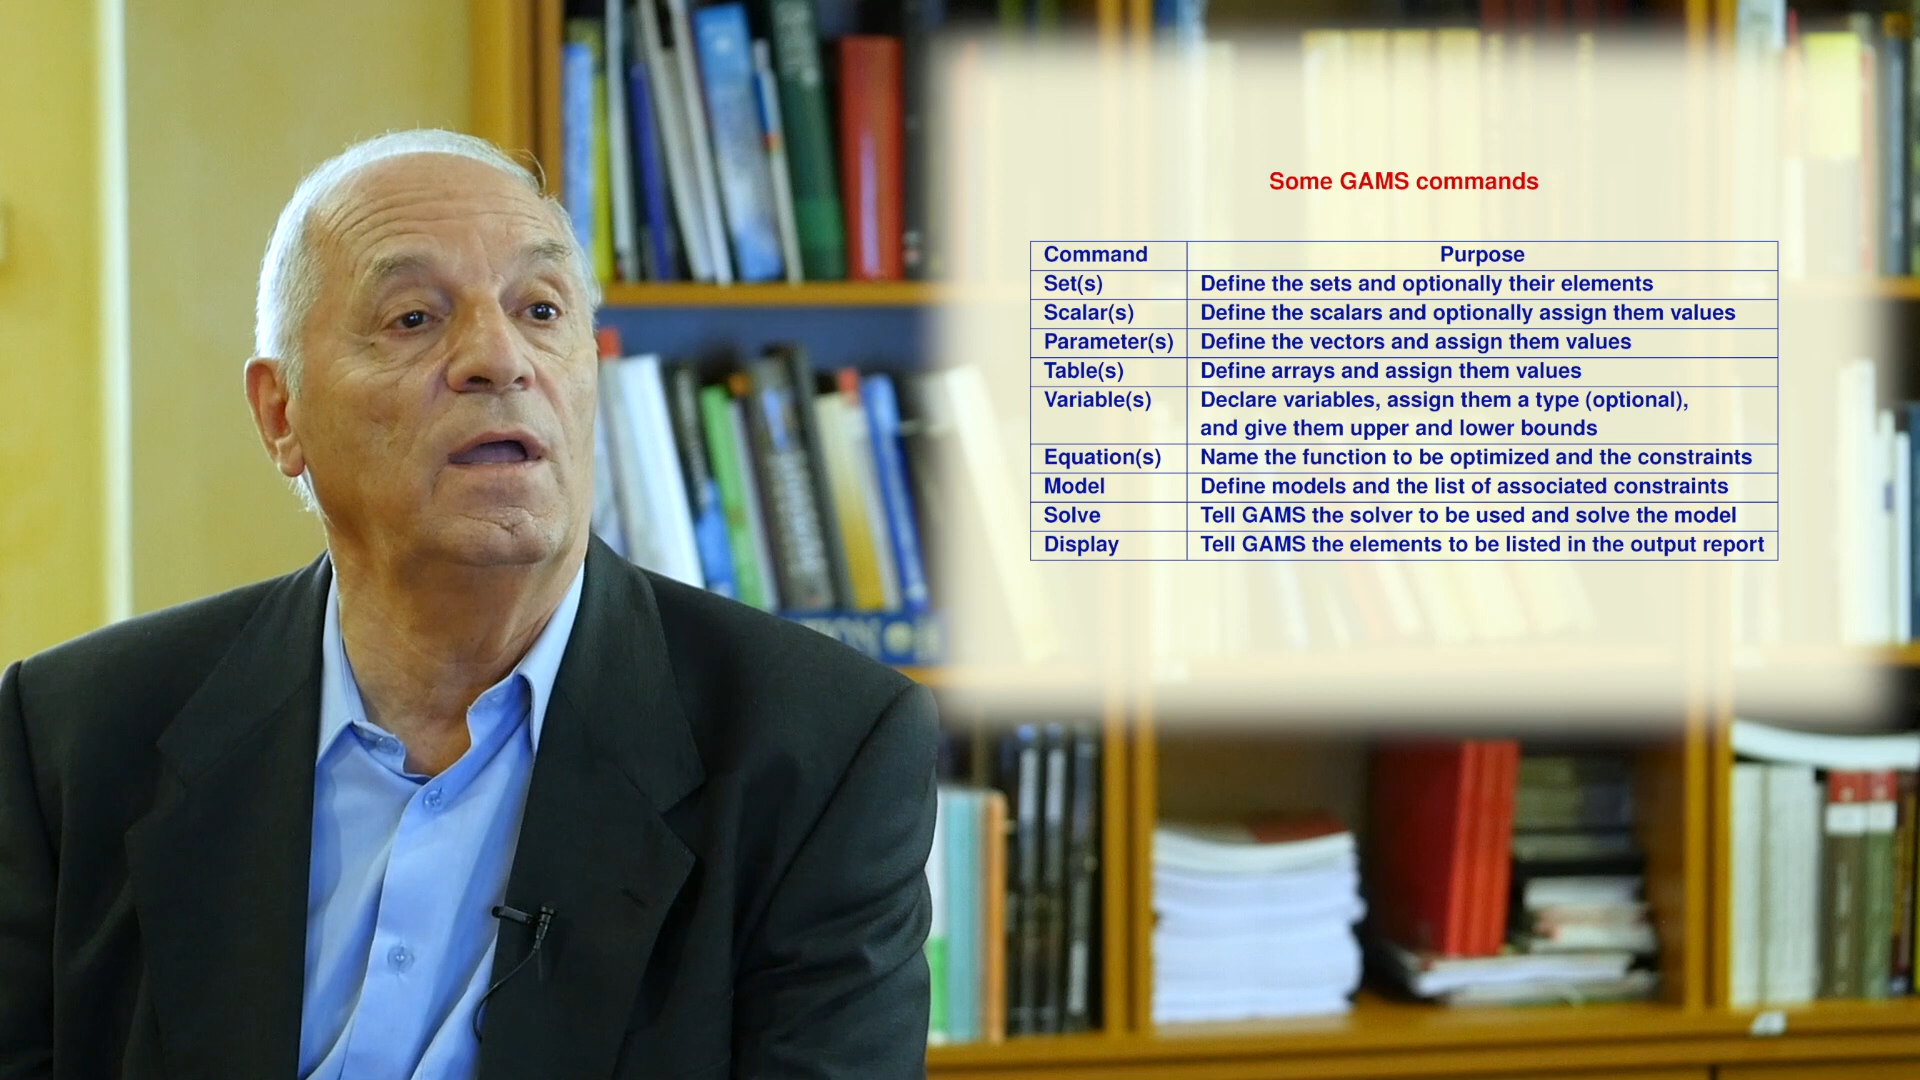 Some GAMS commands
Command Purpose
Set(s) Define the sets and optionally their elements
Scalar(s) Define the scalars and optionally assign them values
Parameter(s) Define the vectors and assign them values
Table(s) Define arrays and assign them values
Variable(s) Declare variables, assign them a type (optional),
and give them upper and lower bounds
Equation(s) Name the function to be optimized and the constraints
Model Define models and the list of associated constraints
Solve Tell GAMS the solver to be used and solve the model
Display Tell GAMS the elements to be listed in the output report